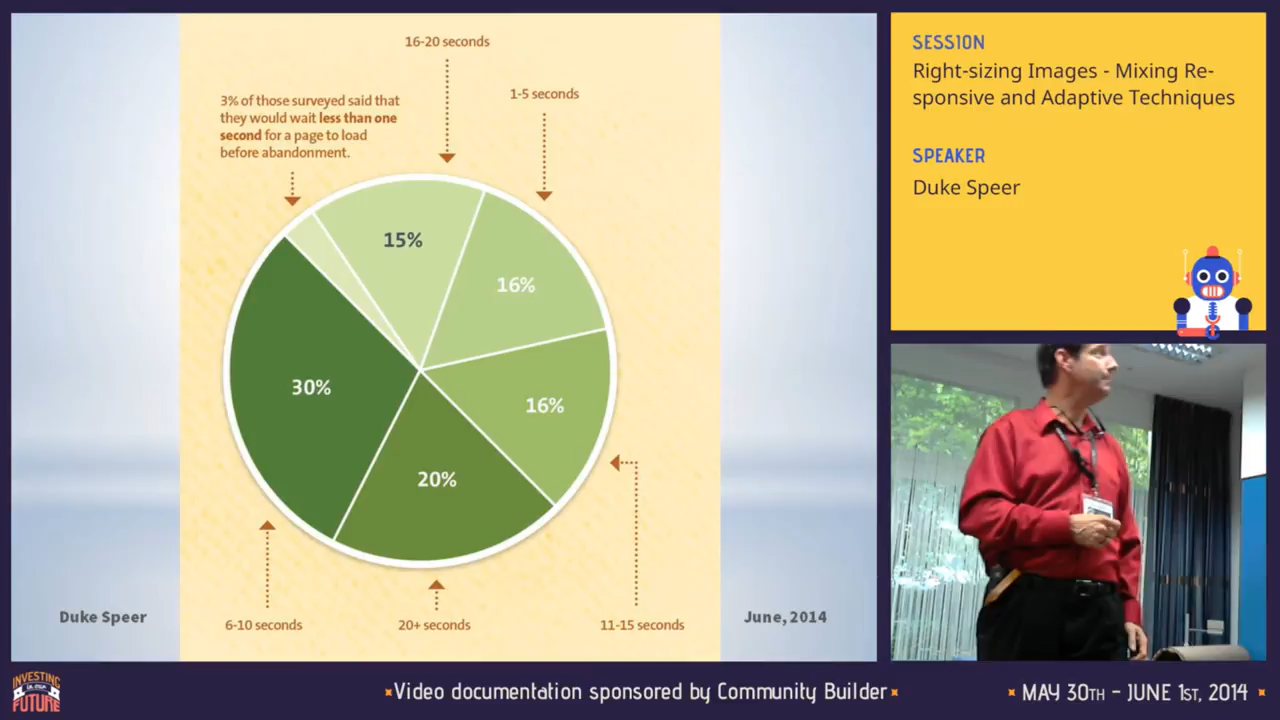 16-20 seconds
1-5 seconds
3% of those surveyed said that
they would wait less than one
second for a page to load
before abandonment.
15%
16%
30%
16%
20%
Duke Speer
6-10 seconds
20+ seconds
11-15 seconds
June, 2014
SESSION
Right-sizing Images - Mixing Re-
sponsive and Adaptive Techniques
SPEAKER
Duke Speer
INVESTING
IN OUR
FUTURE
Video documentation sponsored by Community Builder
MAY 30TH - JUNE 1ST, 2014